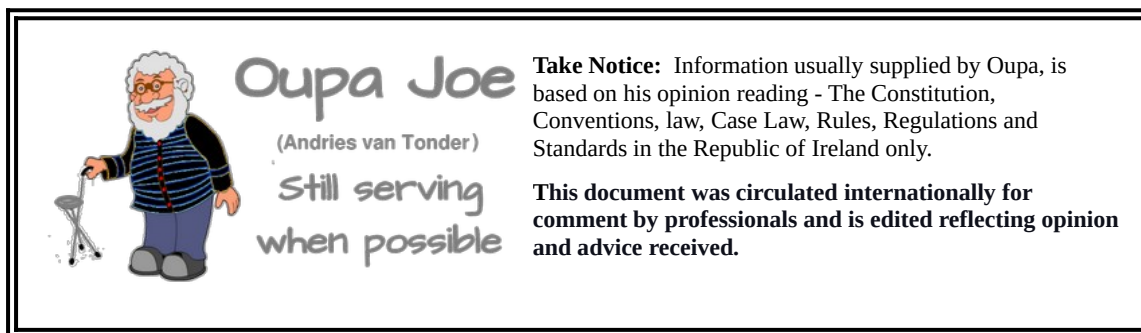 Oupa Joe
(Andries van Tonder)
Still serving
when possible
Take Notice: Information usually supplied by Oupa, is
based on his opinion reading - The Constitution,
Conventions, law, Case Law, Rules, Regulations and
Standards in the Republic of Ireland only.
This document was circulated internationally for
comment by professionals and is edited reflecting opinion
and advice received.